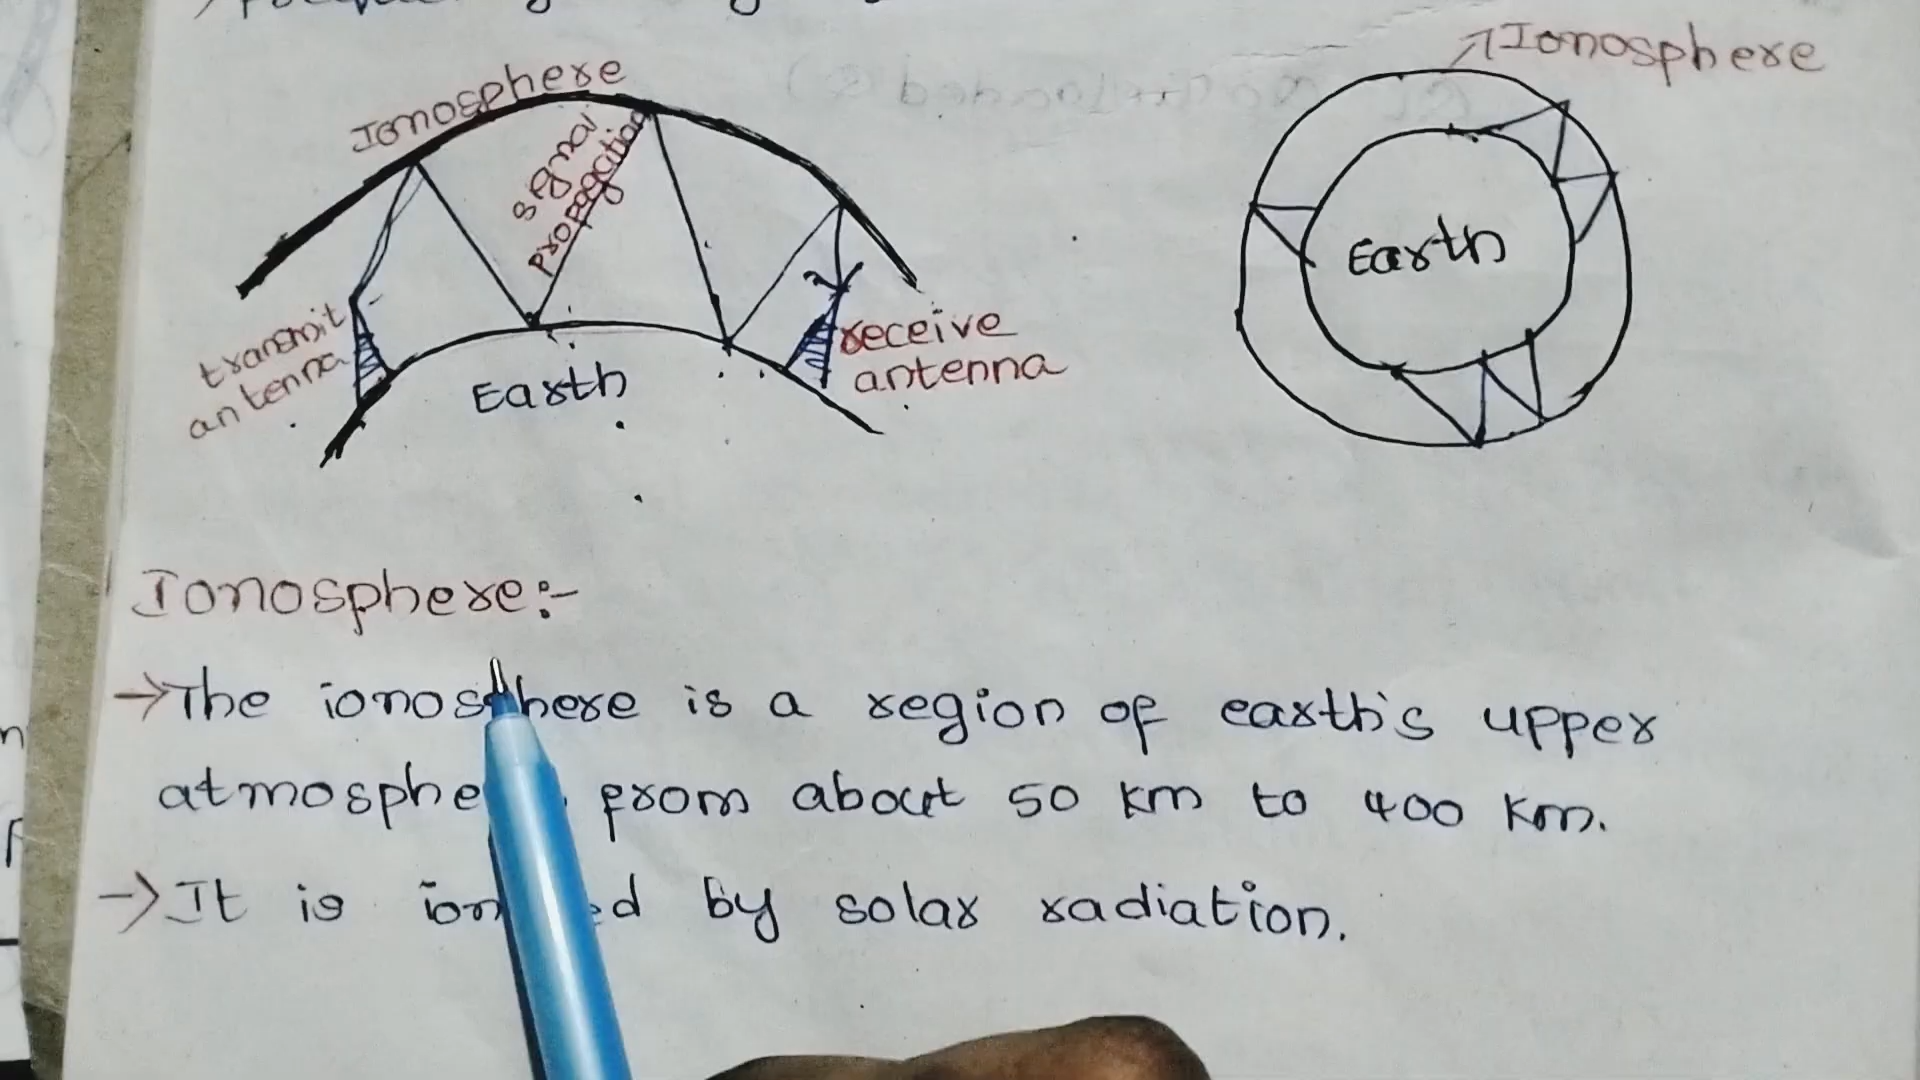 Ionosphere
signal
propagation
transmit
antenna
Earth
receive
antenna
Ionosphere
Earth
Ionosphere:-
→The ionosphere is a region of earth's upper
from about 50 km to 400 km.
→It is by solar radiation.